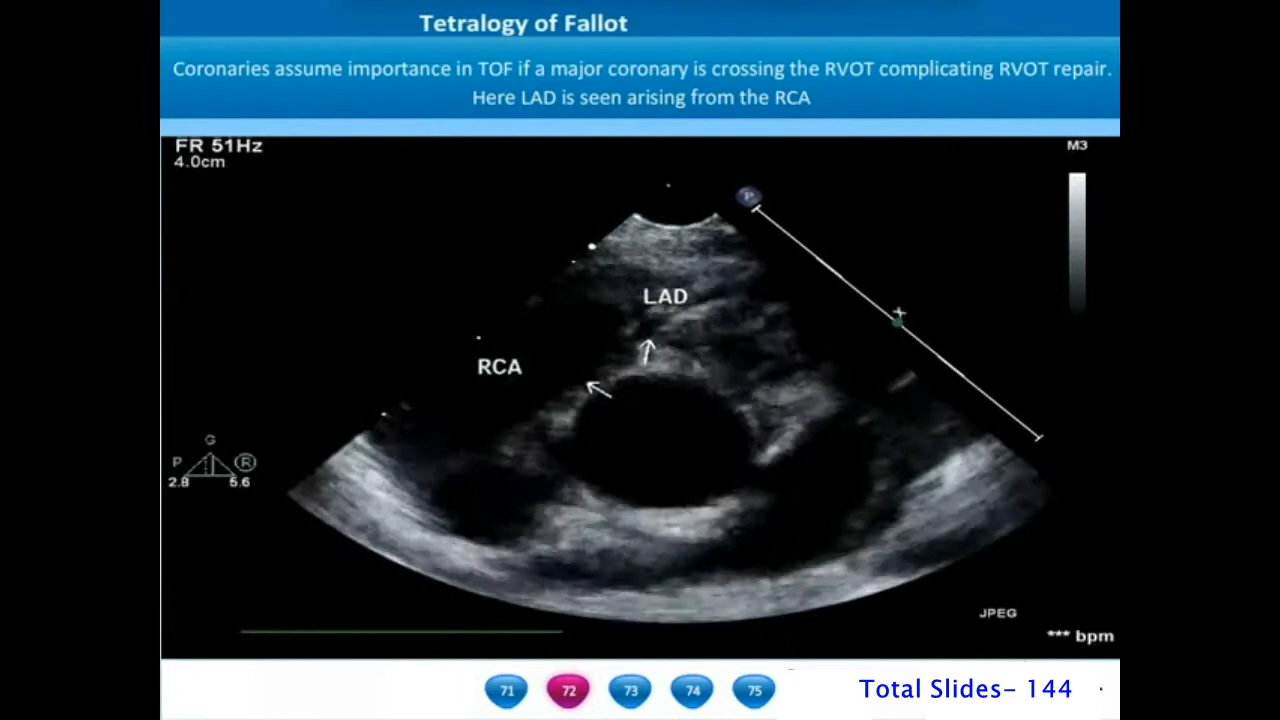 Tetralogy of Fallot
Coronaries assume importance in TOF if a major coronary is crossing the RVOT complicating RVOT repair.
Here LAD is seen arising from the RCA
FR 51Hz
4.0cm
M3
P
LAD
RCA
G
P R
2.8 5.6
JPEG
*** bpm
71 72 73 74 75
Total Slides- 144